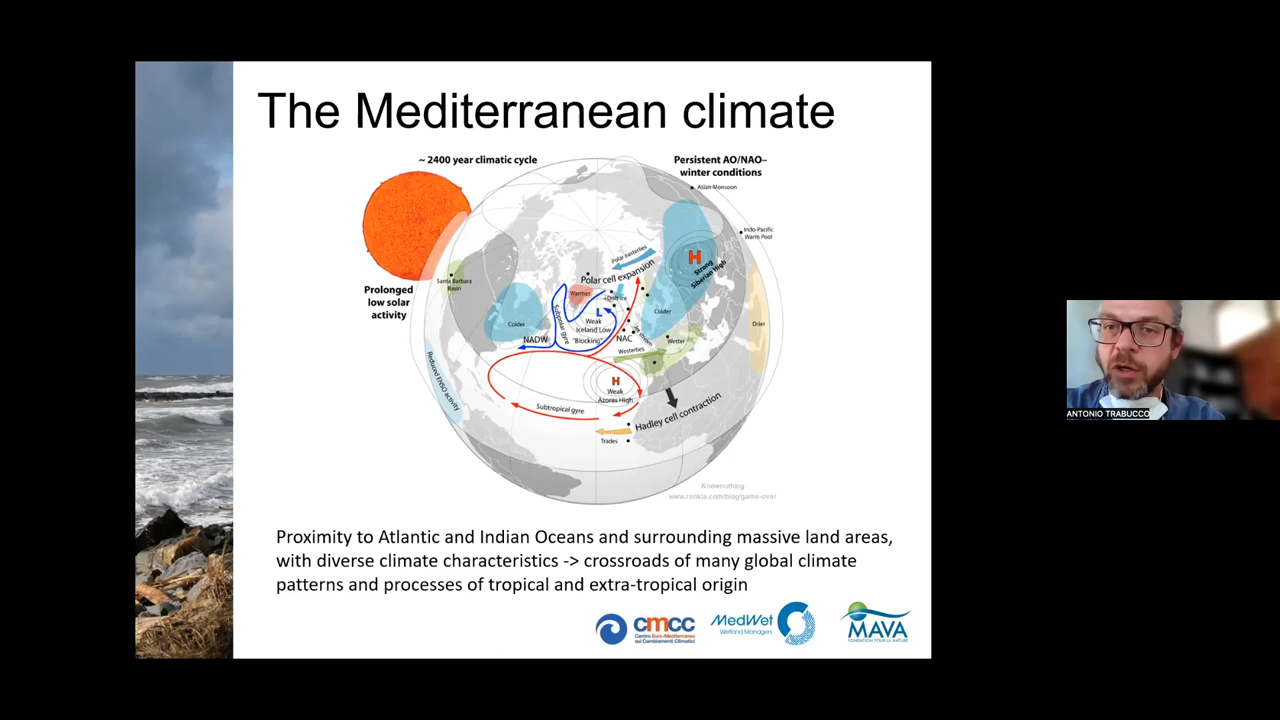 The Mediterranean climate
~ 2400 year climatic cycle
Persistent AO/NAO–
winter conditions
Asian Monsoon
Indo-Pacific
Warm Pool
H
Strong
Siberian High
Polar easterlies
Polar cell expansion
Santa Barbara
Basin
Prolonged
low solar
activity
Warmer
Drift Ice
Colder
Colder
Subpolar gyre
L
Weak
Iceland Low
"Blocking"
NADW
NAC
Wetter
Drier
Westerlies
Reduced ENSO activity
H
Weak
Azores High
Subtropical gyre
Hadley cell contraction
Trades
Knownuthing
www.rankia.com/blog/game-over
Proximity to Atlantic and Indian Oceans and surrounding massive land areas,
with diverse climate characteristics -> crossroads of many global climate
patterns and processes of tropical and extra-tropical origin
cmcc
Centro Euro-Mediterraneo
sui Cambiamenti Climatici
MedWet
Wetland Managers
MAVA
FONDATION POUR LA NATURE
ANTONIO TRABUCCO